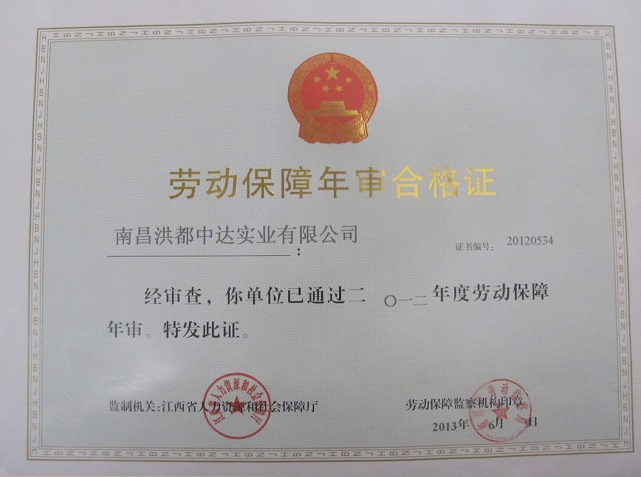 劳动保障年审合格证
南昌洪都中达实业有限公司:
证书编号: 20120534
经审查,你单位已通过二〇一二年度劳动保障
年审。特发此证。
监制机关:江西省人力资源和社会保障厅
劳动保障监察机构印章
2013年6月 日